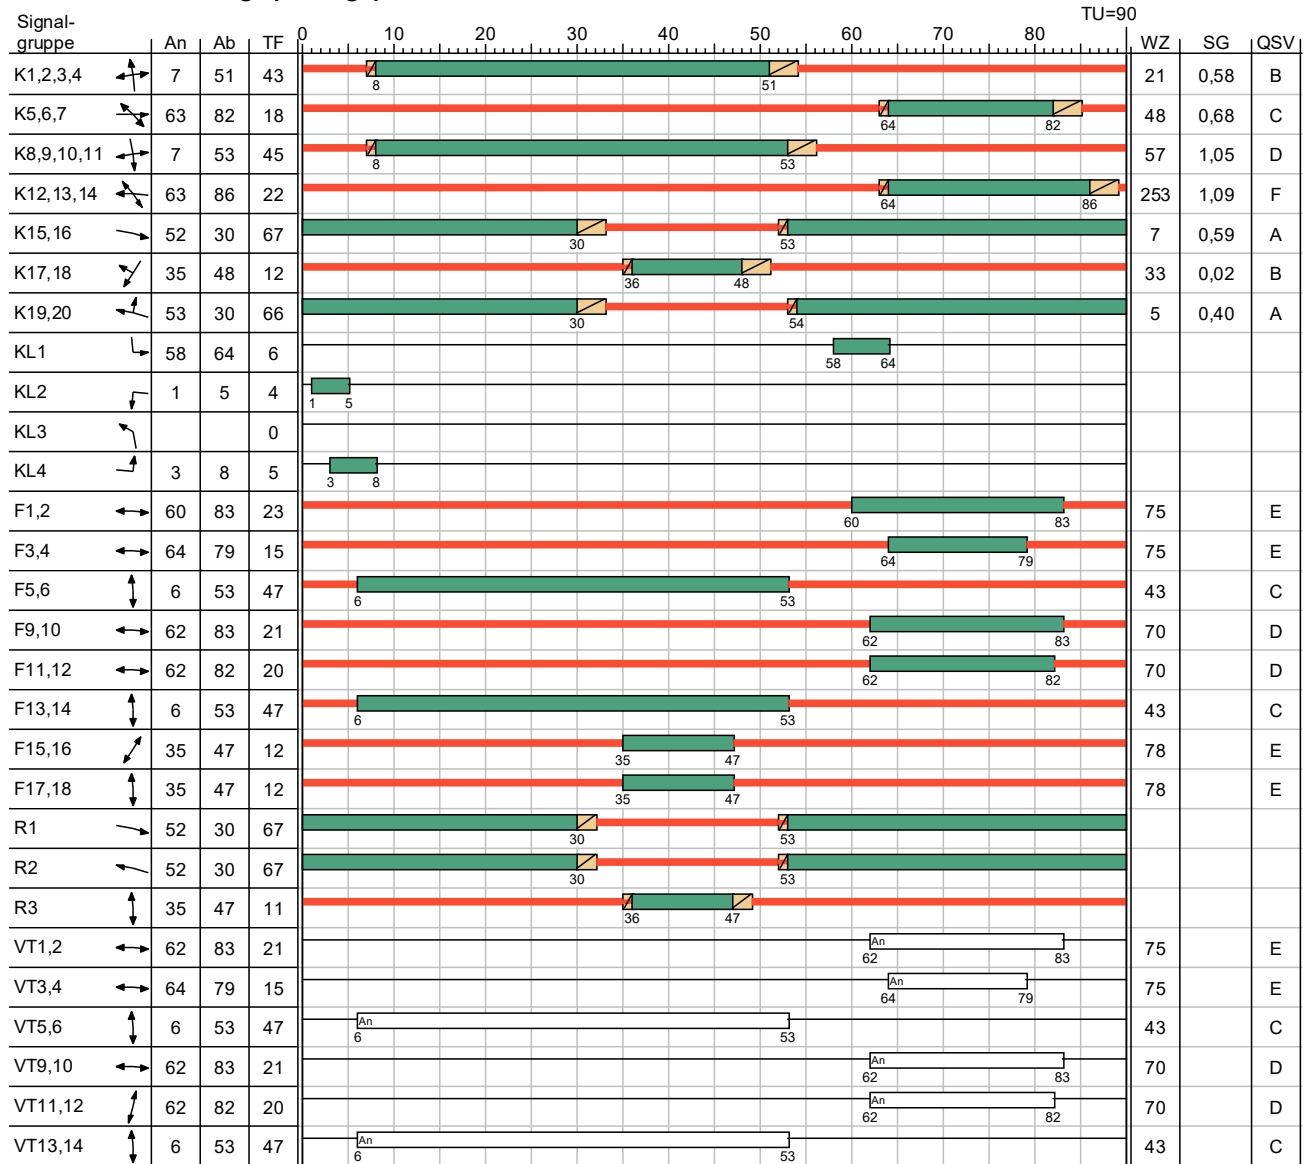 TU=90
Signal-
gruppe An Ab TF 0 10 20 30 40 50 60 70 80 WZ SG QSV
K1,2,3,4 7 51 43 8 51 21 0,58 B
K5,6,7 63 82 18 64 82 48 0,68 C
K8,9,10,11 7 53 45 8 53 57 1,05 D
K12,13,14 63 86 22 64 86 253 1,09 F
K15,16 52 30 67 30 53 7 0,59 A
K17,18 35 48 12 36 48 33 0,02 B
K19,20 53 30 66 30 54 5 0,40 A
KL1 58 64 6 58 64
KL2 1 5 4 1 5
KL3 0
KL4 3 8 5 3 8
F1,2 60 83 23 60 83 75 E
F3,4 64 79 15 64 79 75 E
F5,6 6 53 47 6 53 43 C
F9,10 62 83 21 62 83 70 D
F11,12 62 82 20 62 82 70 D
F13,14 6 53 47 6 53 43 C
F15,16 35 47 12 35 47 78 E
F17,18 35 47 12 35 47 78 E
R1 52 30 67 30 53
R2 52 30 67 30 53
R3 35 47 11 36 47
VT1,2 62 83 21 An 62 83 75 E
VT3,4 64 79 15 An 64 79 75 E
VT5,6 6 53 47 An 6 53 43 C
VT9,10 62 83 21 An 62 83 70 D
VT11,12 62 82 20 An 62 82 70 D
VT13,14 6 53 47 An 6 53 43 C